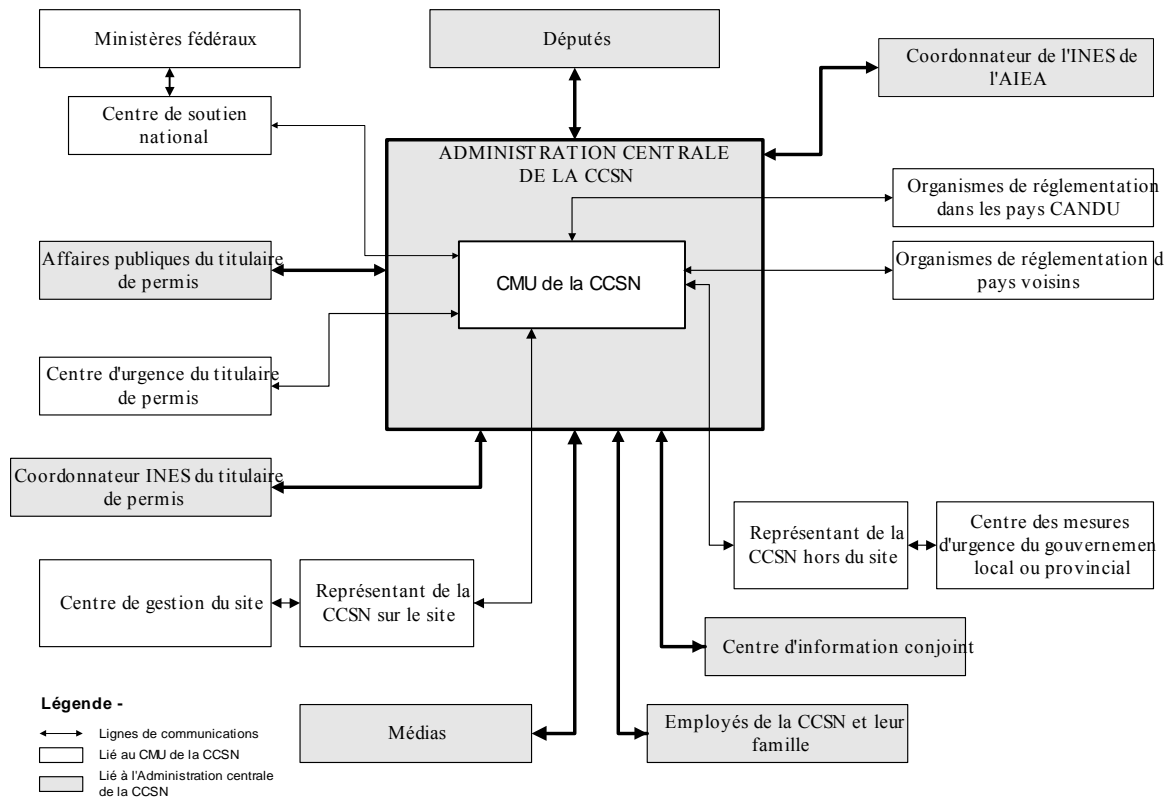 Ministères fédéraux
Députés
Coordonnateur de l'INES de
l'AIEA
Centre de soutien
national
ADMINISTRATION CENTRALE
DE LA CCSN
Organismes de réglementation
dans les pays CANDU
Affaires publiques du titulaire
de permis
CMU de la CCSN
Organismes de réglementation d
pays voisins
Centre d'urgence du titulaire
de permis
Coordonnateur INES du titulaire
de permis
Représentant de la
CCSN hors du site
Centre des mesures
d'urgence du gouvernemen
local ou provincial
Centre de gestion du site
Représentant de la
CCSN sur le site
Centre d'information conjoint
Médias
Employés de la CCSN et leur
famille
Légende -
Lignes de communications
Lié au CMU de la CCSN
Lié à l'Administration centrale
de la CCSN